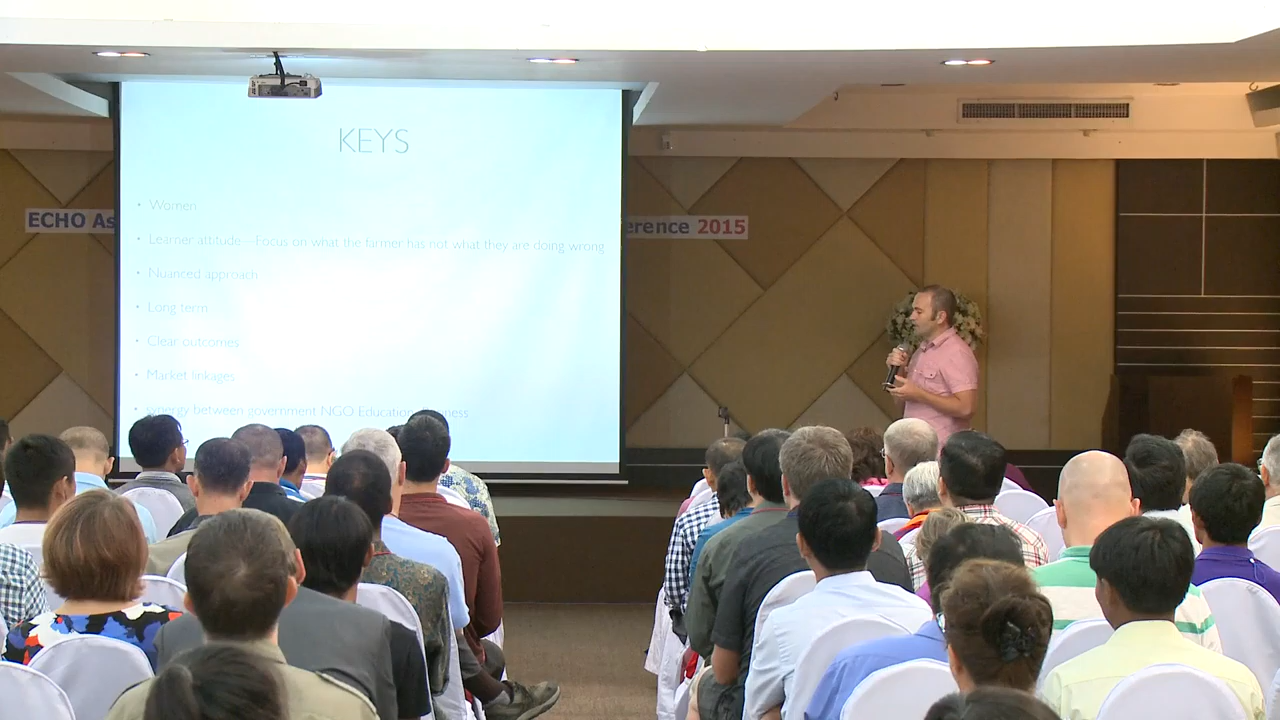 KEYS
• Women
ECHO As
erence 2015
• Learner attitude—Focus on what the farmer has not what they are doing wrong
• Nuanced approach
• Long term
• Clear outcomes
• Market linkages
• synergy between government NGO Education